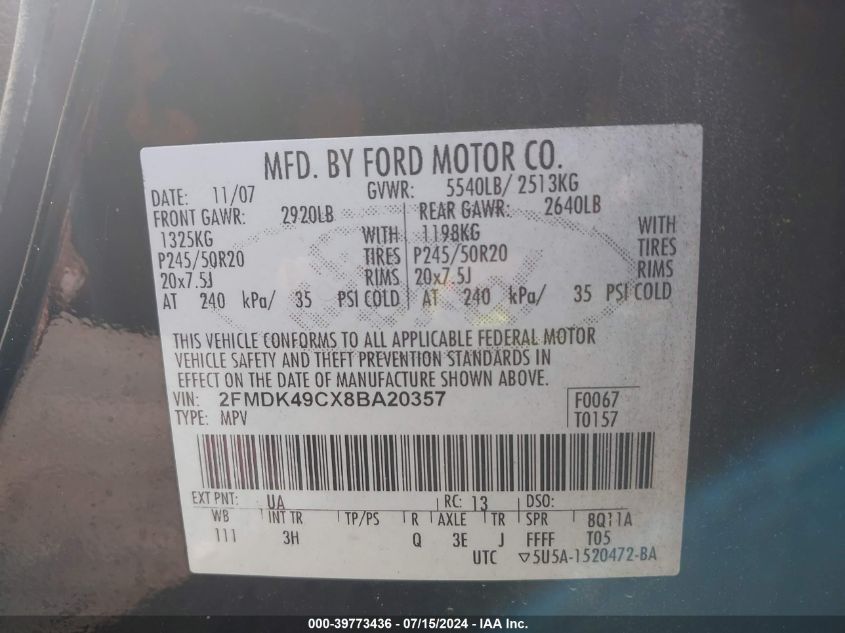 MFD. BY FORD MOTOR CO.
DATE: 11/07 GVWR: 5540LB/ 2513KG
FRONT GAWR: 2920LB REAR GAWR: 2640LB
1325KG WITH 1198KG WITH
P245/50R20 TIRES P245/50R20 TIRES
20x7.5J RIMS 20x7.5J RIMS
AT 240 kPa/ 35 PSI COLD AT 240 kPa/ 35 PSI COLD
THIS VEHICLE CONFORMS TO ALL APPLICABLE FEDERAL MOTOR
VEHICLE SAFETY AND THEFT PREVENTION STANDARDS IN
EFFECT ON THE DATE OF MANUFACTURE SHOWN ABOVE.
VIN: 2FMDK49CX8BA20357 F0067
TYPE: MPV T0157
EXT PNT: UA RC: 13 DSO:
WB INT TR TP/PS R AXLE TR SPR 8Q11A
111 3H Q 3E J FFFF T05
UTC ▽5U5A-1520472-BA
000-39773436 - 07/15/2024 - IAA Inc.